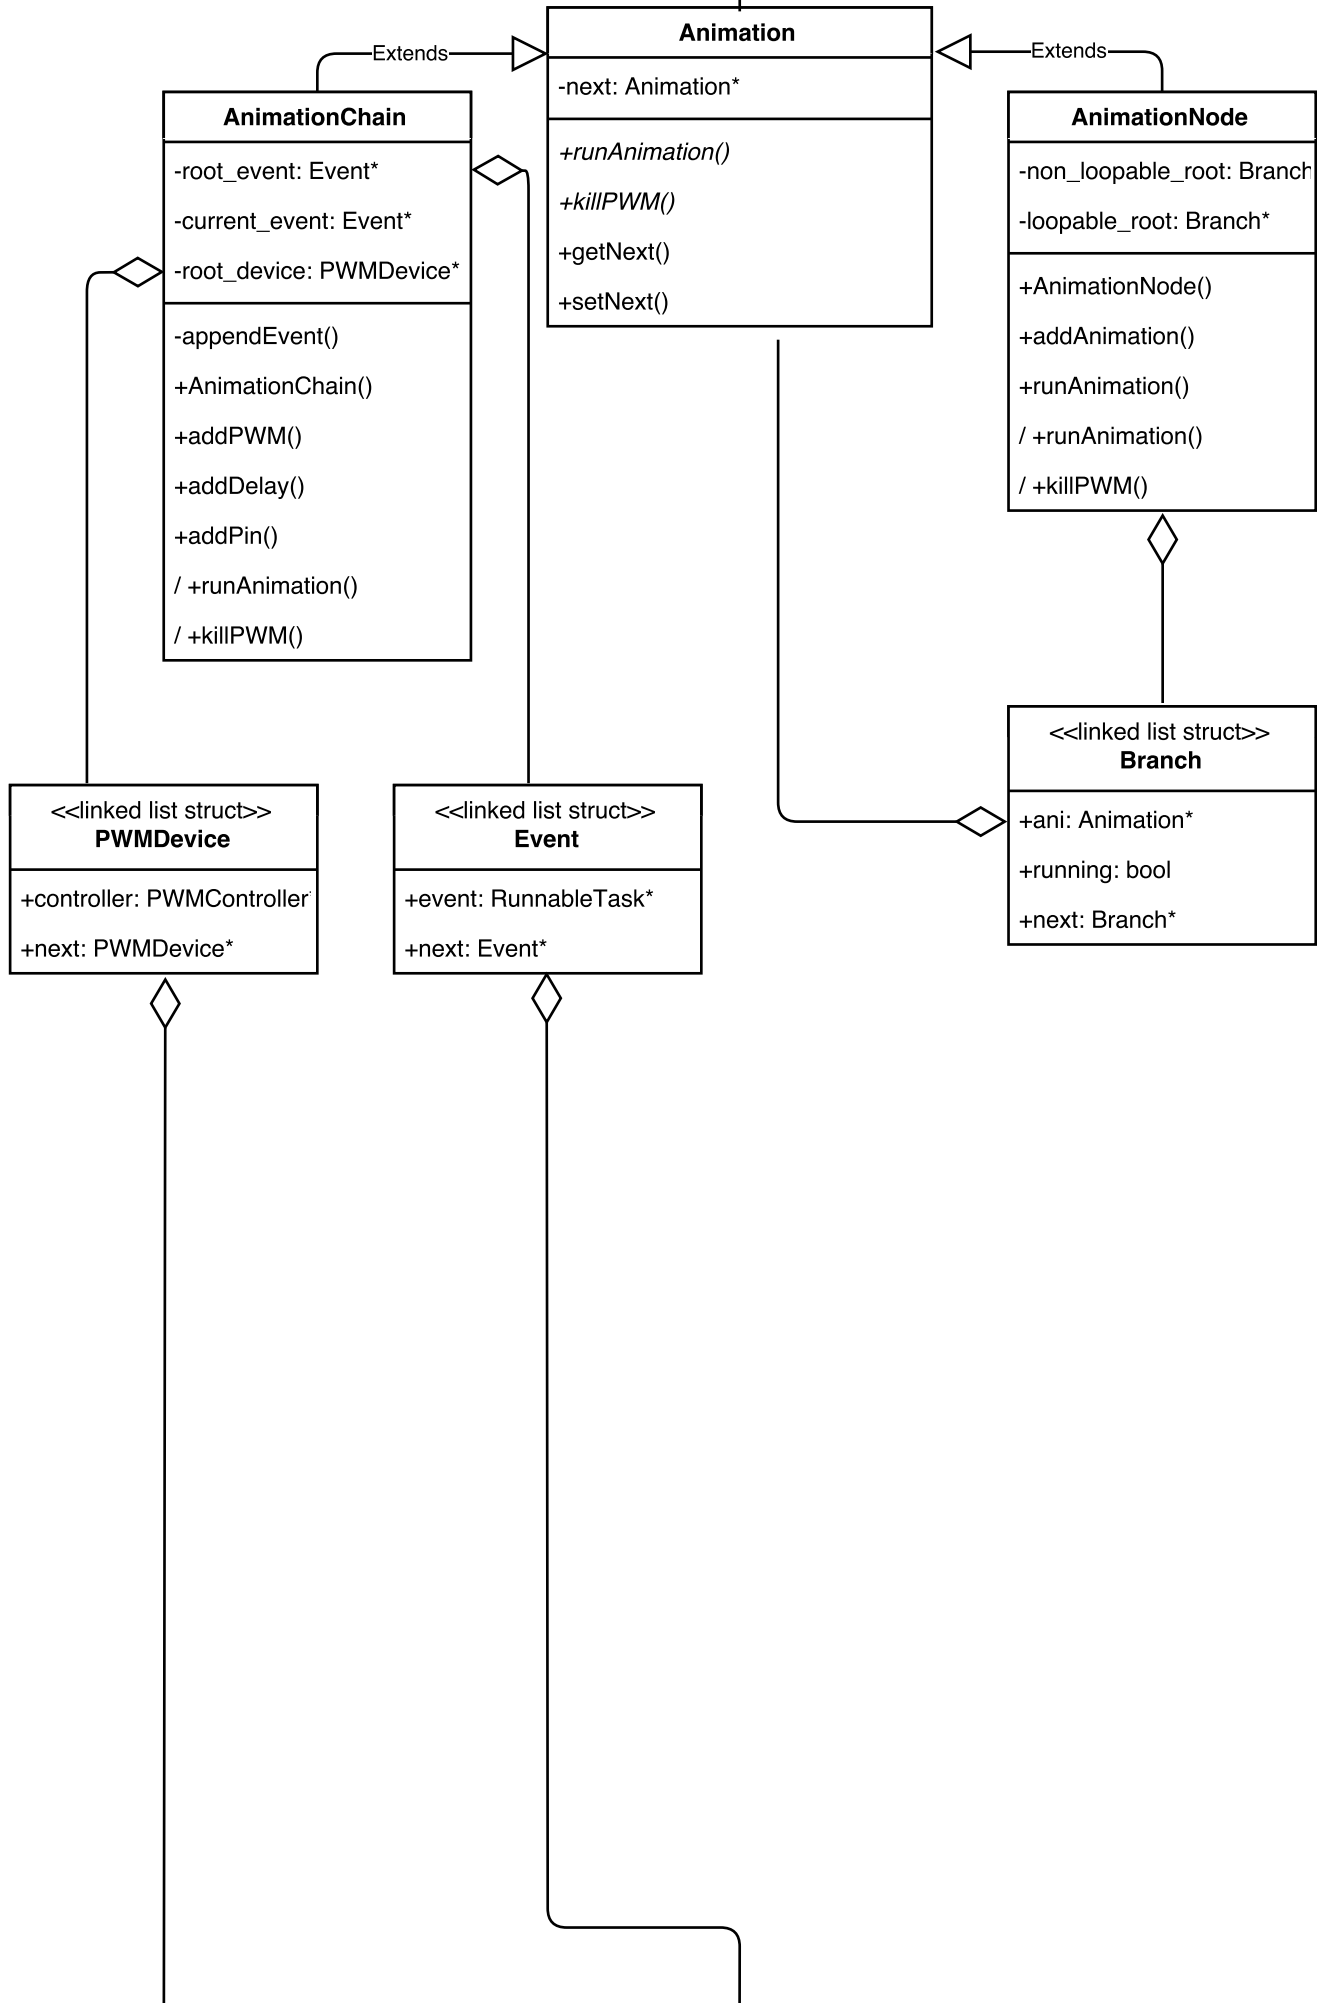 Animation
-next: Animation*
+runAnimation()
+killPWM()
+getNext()
+setNext()
Extends
Extends
AnimationChain
-root_event: Event*
-current_event: Event*
-root_device: PWMDevice*
-appendEvent()
+AnimationChain()
+addPWM()
+addDelay()
+addPin()
/ +runAnimation()
/ +killPWM()
AnimationNode
-non_loopable_root: Branch
-loopable_root: Branch*
+AnimationNode()
+addAnimation()
+runAnimation()
/ +runAnimation()
/ +killPWM()
<<linked list struct>>
PWMDevice
+controller: PWMController
+next: PWMDevice*
<<linked list struct>>
Event
+event: RunnableTask*
+next: Event*
<<linked list struct>>
Branch
+ani: Animation*
+running: bool
+next: Branch*